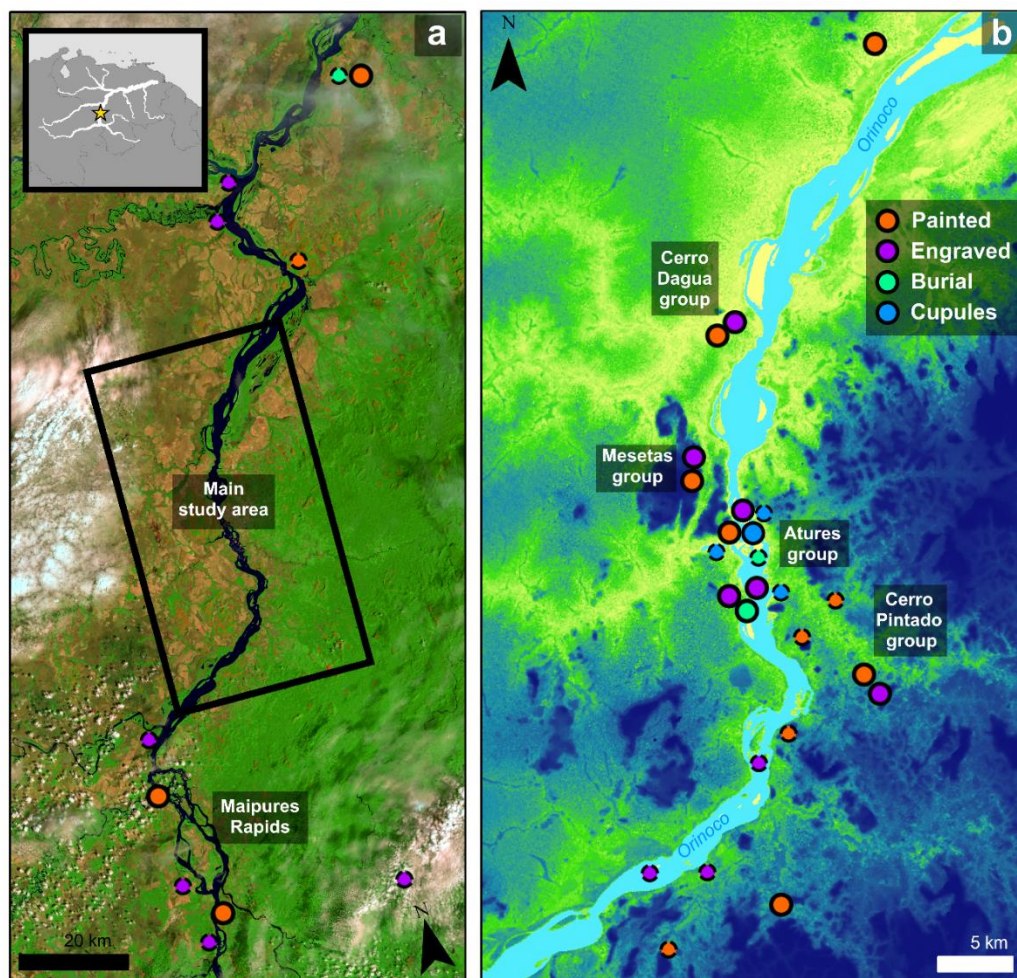 a
Main
study area
Maipures
Rapids
20 km
N
b
N
Orinoco
Painted
Engraved
Burial
Cupules
Cerro
Dagua
group
Mesetas
group
Atures
group
Cerro
Pintado
group
Orinoco
5 km